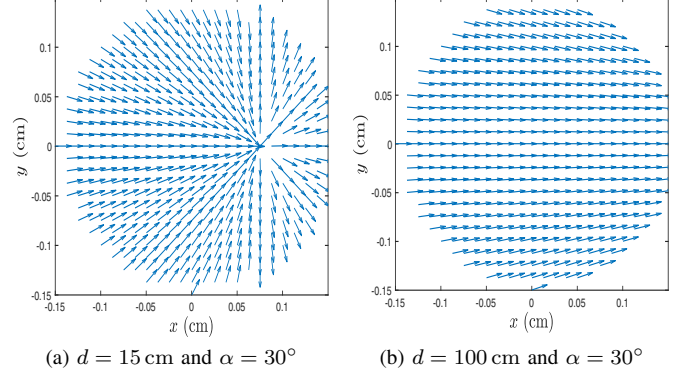 0.1
0.05
0
-0.05
-0.1
-0.15
y (cm)
-0.15 -0.1 -0.05 0 0.05 0.1
x (cm)
(a) d = 15 cm and α = 30°
0.1
0.05
0
-0.05
-0.1
-0.15
y (cm)
-0.15 -0.1 -0.05 0 0.05 0.1
x (cm)
(b) d = 100 cm and α = 30°